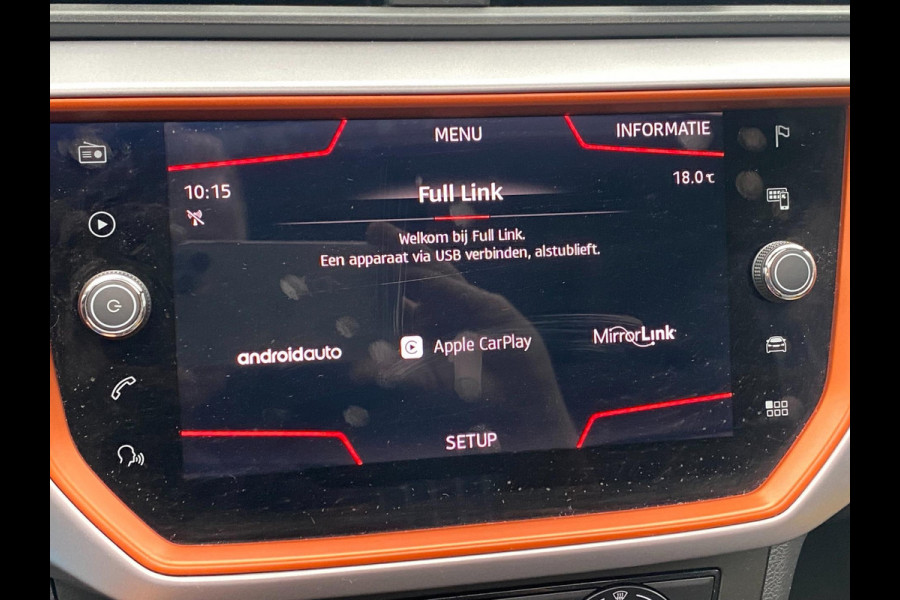 MENU
INFORMATIE
10:15
18.0℃
Full Link
Welkom bij Full Link.
Een apparaat via USB verbinden, alstublieft.
androidauto
Apple CarPlay
MirrorLink
SETUP